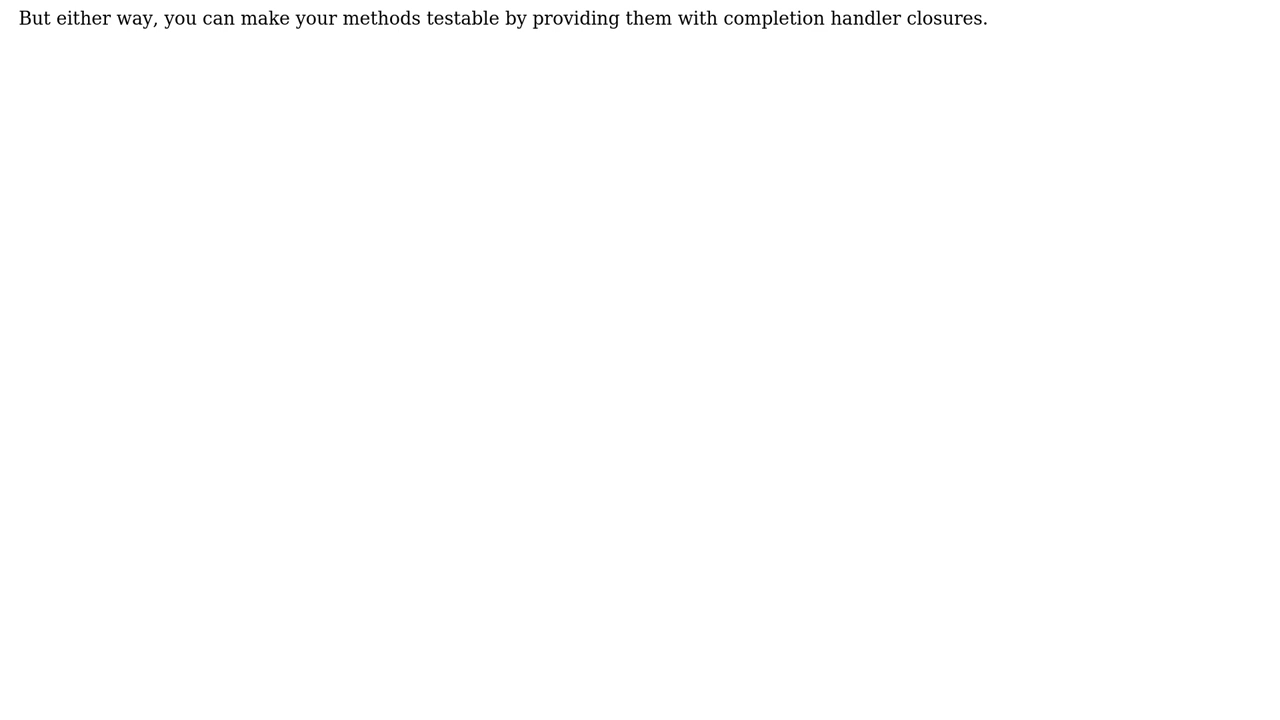 But either way, you can make your methods testable by providing them with completion handler closures.